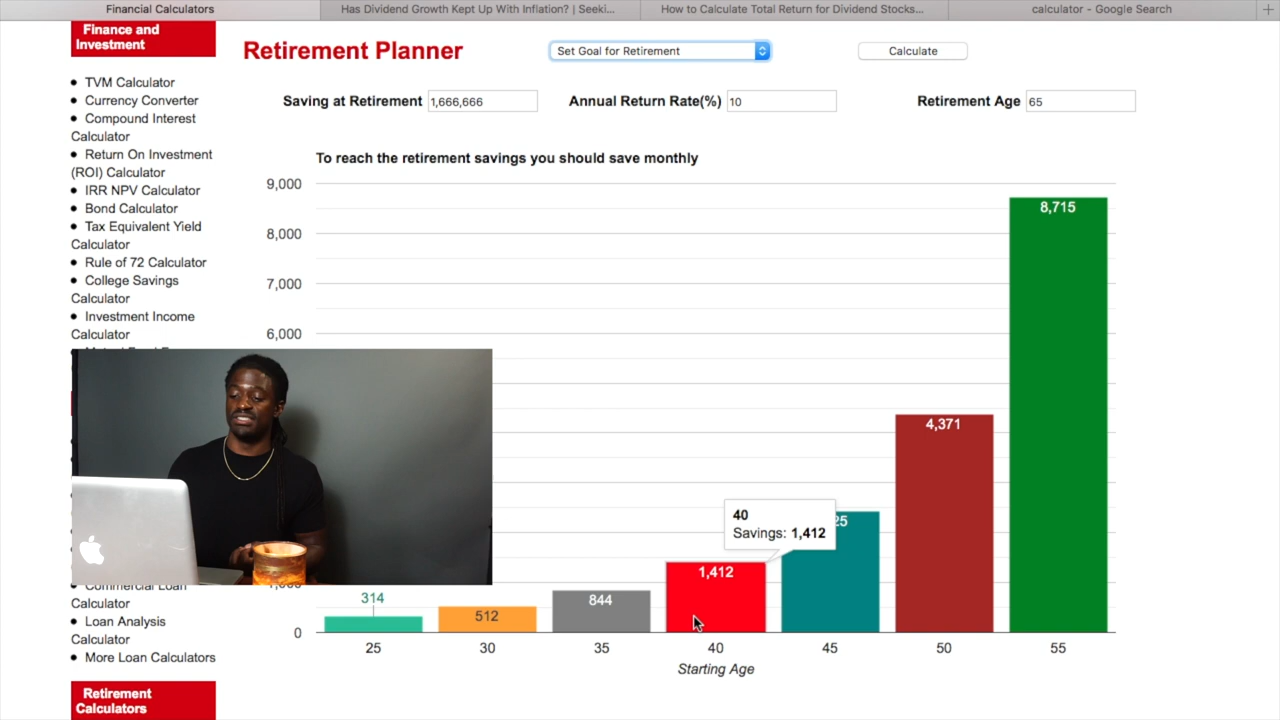 Financial Calculators
Has Dividend Growth Kept Up With Inflation? | Seeki...
How to Calculate Total Return for Dividend Stocks...
calculator - Google Search
Finance and
Investment
TVM Calculator
Currency Converter
Compound Interest
Calculator
Return On Investment
(ROI) Calculator
IRR NPV Calculator
Bond Calculator
Tax Equivalent Yield
Calculator
Rule of 72 Calculator
College Savings
Calculator
Investment Income
Calculator
Commercial Loan
Calculator
Loan Analysis
Calculator
More Loan Calculators
Retirement
Calculators
Retirement Planner
Set Goal for Retirement
Calculate
Saving at Retirement 1,666,666
Annual Return Rate(%) 10
Retirement Age 65
To reach the retirement savings you should save monthly
9,000
8,000
7,000
6,000
0
314
512
844
1,412
25
4,371
8,715
40
Savings: 1,412
25 30 35 40 45 50 55
Starting Age